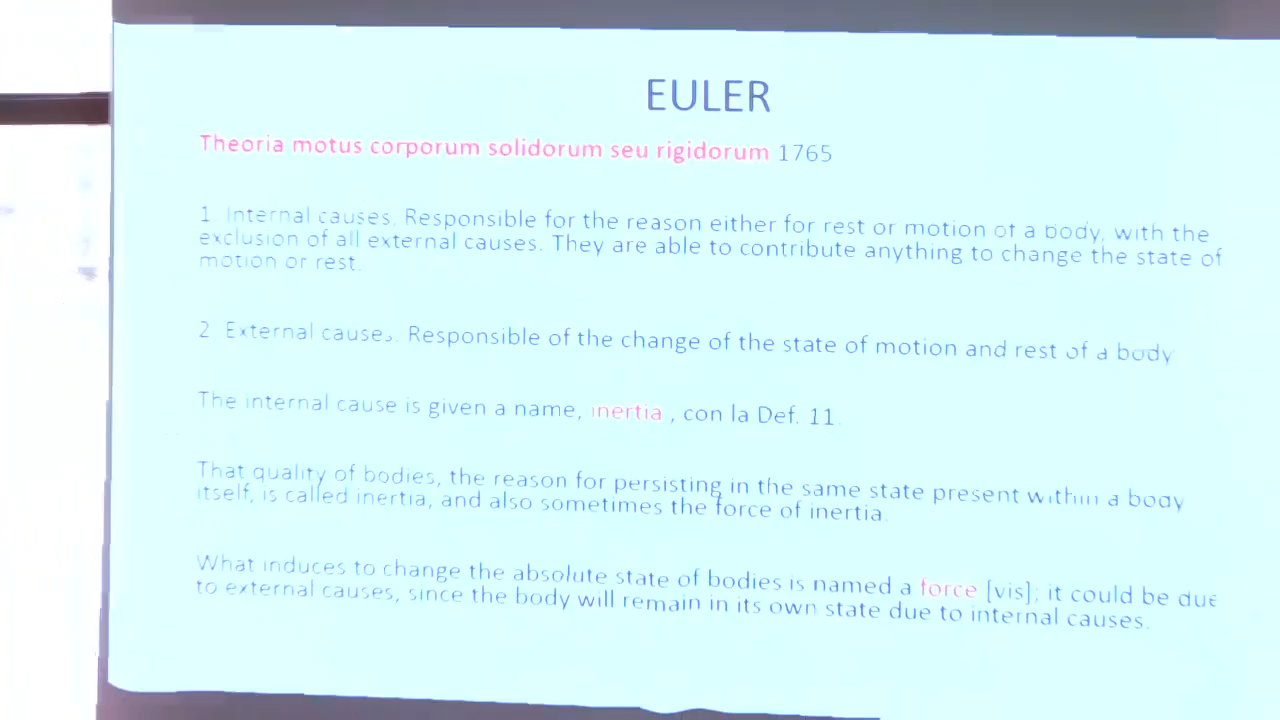 EULER
Theoria motus corporum solidorum seu rigidorum 1765
1. Internal causes. Responsible for the reason either for rest or motion of a body, with the
exclusion of all external causes. They are able to contribute anything to change the state of
motion or rest.
2. External causes. Responsible of the change of the state of motion and rest of a body
The internal cause is given a name, inertia , con la Def. 11.
That quality of bodies, the reason for persisting in the same state present within a body
itself, is called inertia, and also sometimes the force of inertia.
What induces to change the absolute state of bodies is named a force [vis]; it could be due
to external causes, since the body will remain in its own state due to internal causes.